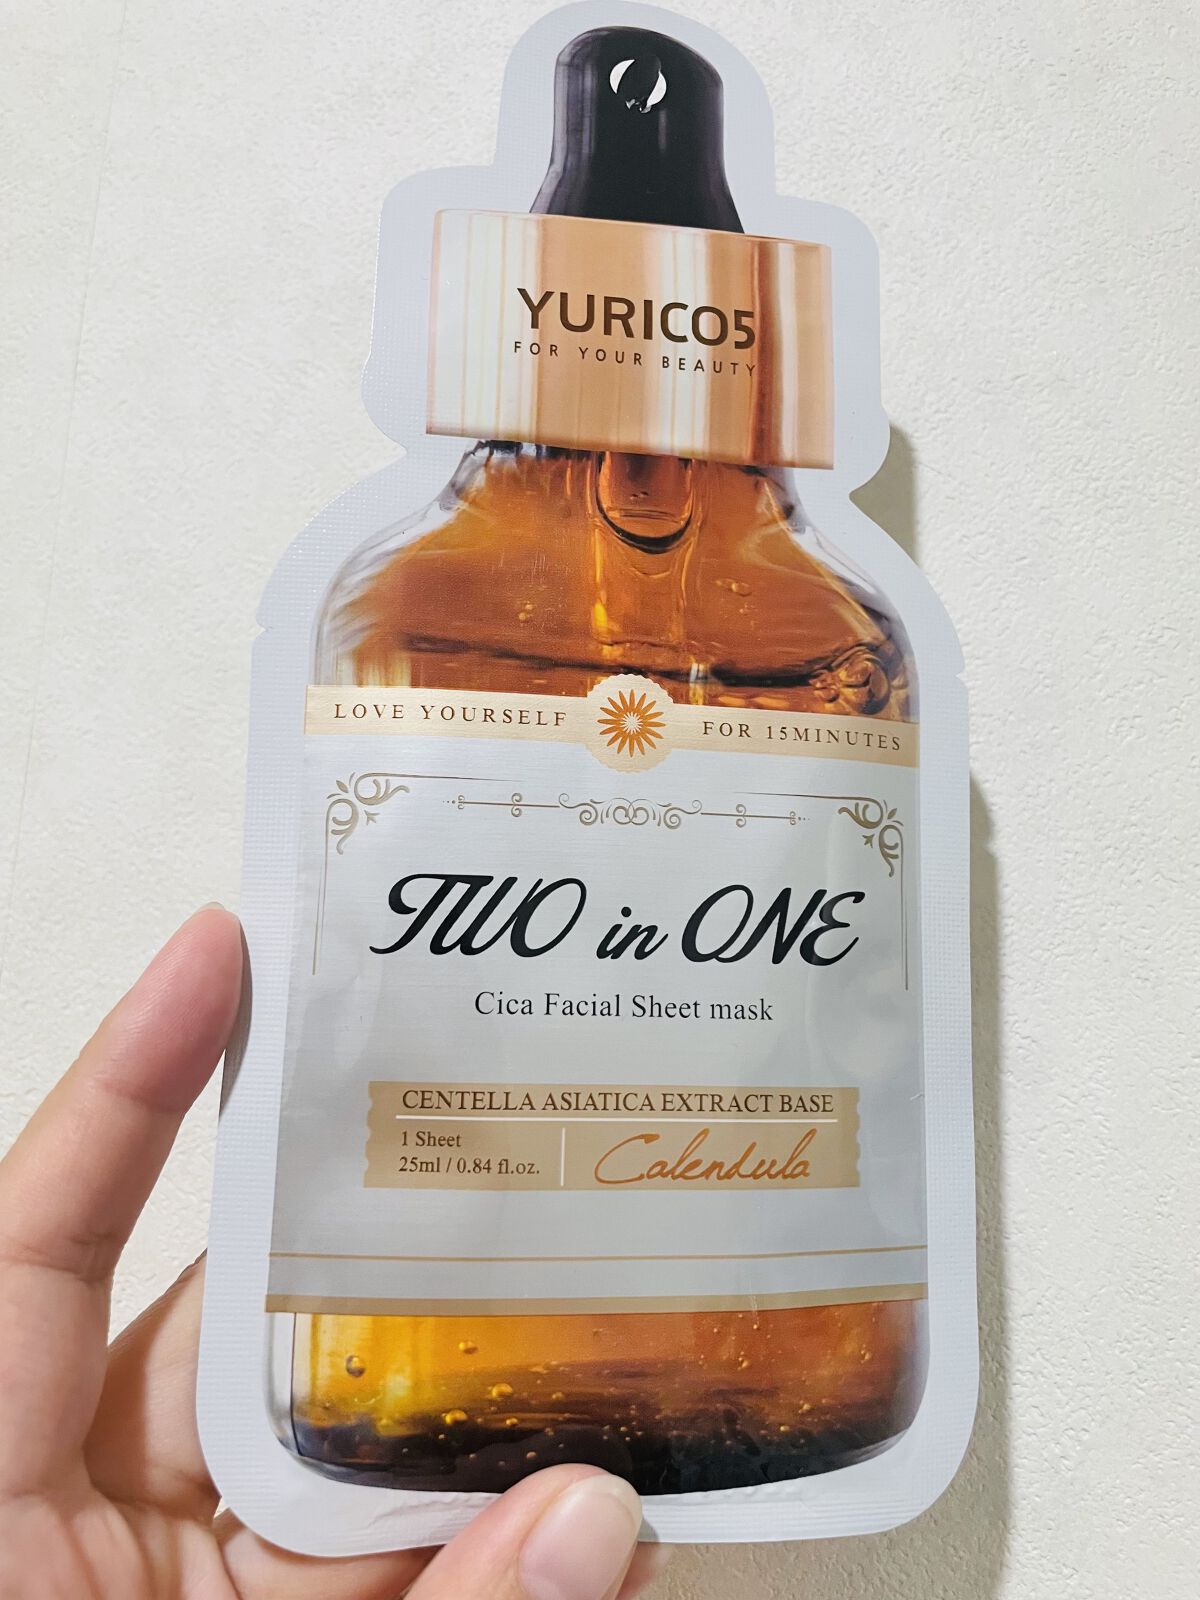 YURICO5
FOR YOUR BEAUTY
LOVE YOURSELF FOR 15MINUTES
TWO in ONE
Cica Facial Sheet mask
CENTELLA ASIATICA EXTRACT BASE
1 Sheet
25ml / 0.84 fl.oz.
Calendula